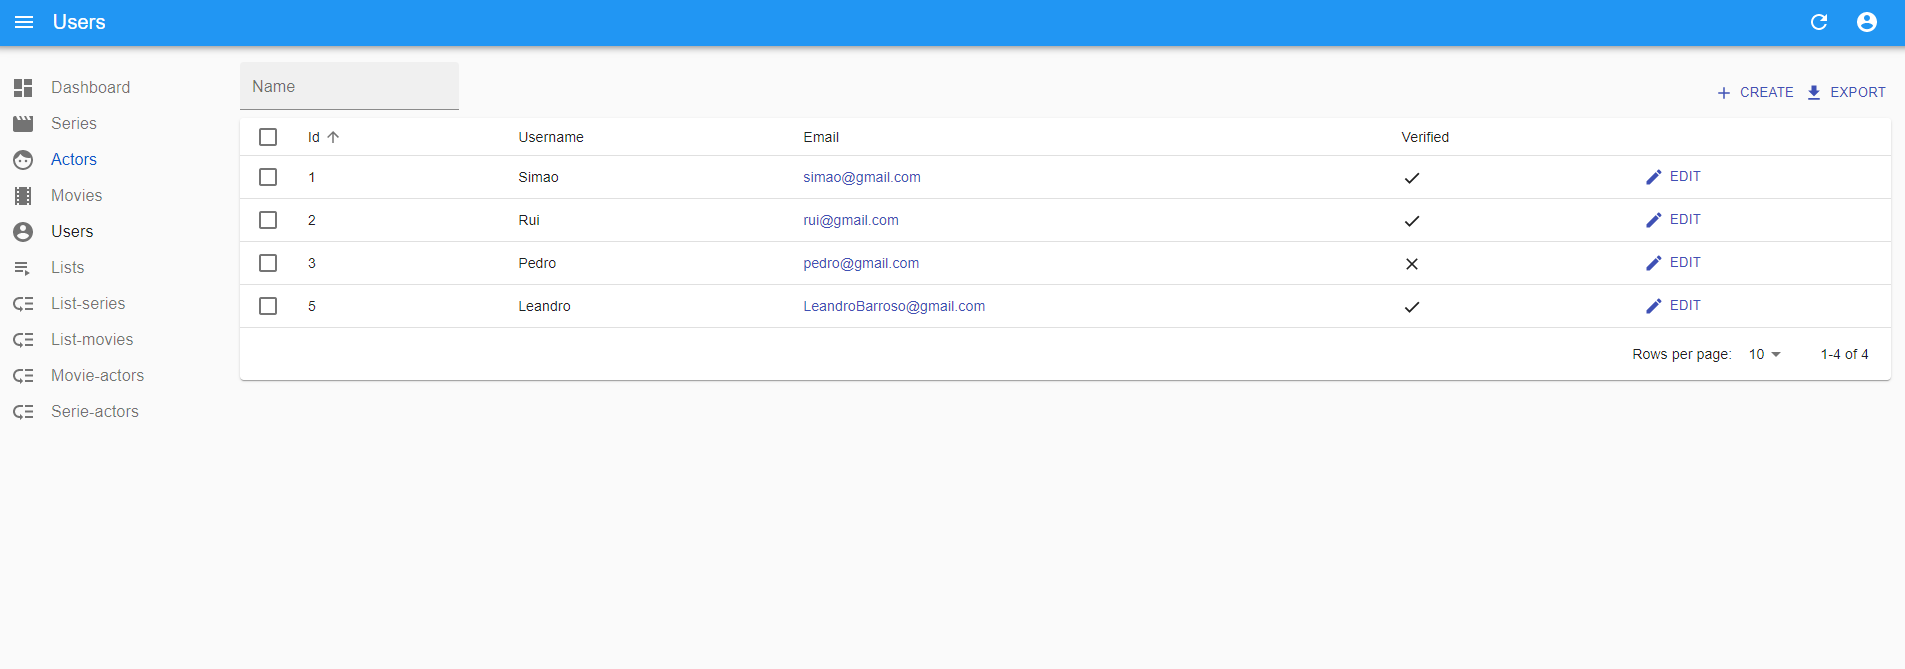 Users
Dashboard
Series
Actors
Movies
Users
Lists
List-series
List-movies
Movie-actors
Serie-actors
Name
CREATE EXPORT
Id Username Email Verified
1 Simao simao@gmail.com EDIT
2 Rui rui@gmail.com EDIT
3 Pedro pedro@gmail.com EDIT
5 Leandro LeandroBarroso@gmail.com EDIT
Rows per page: 10 1-4 of 4